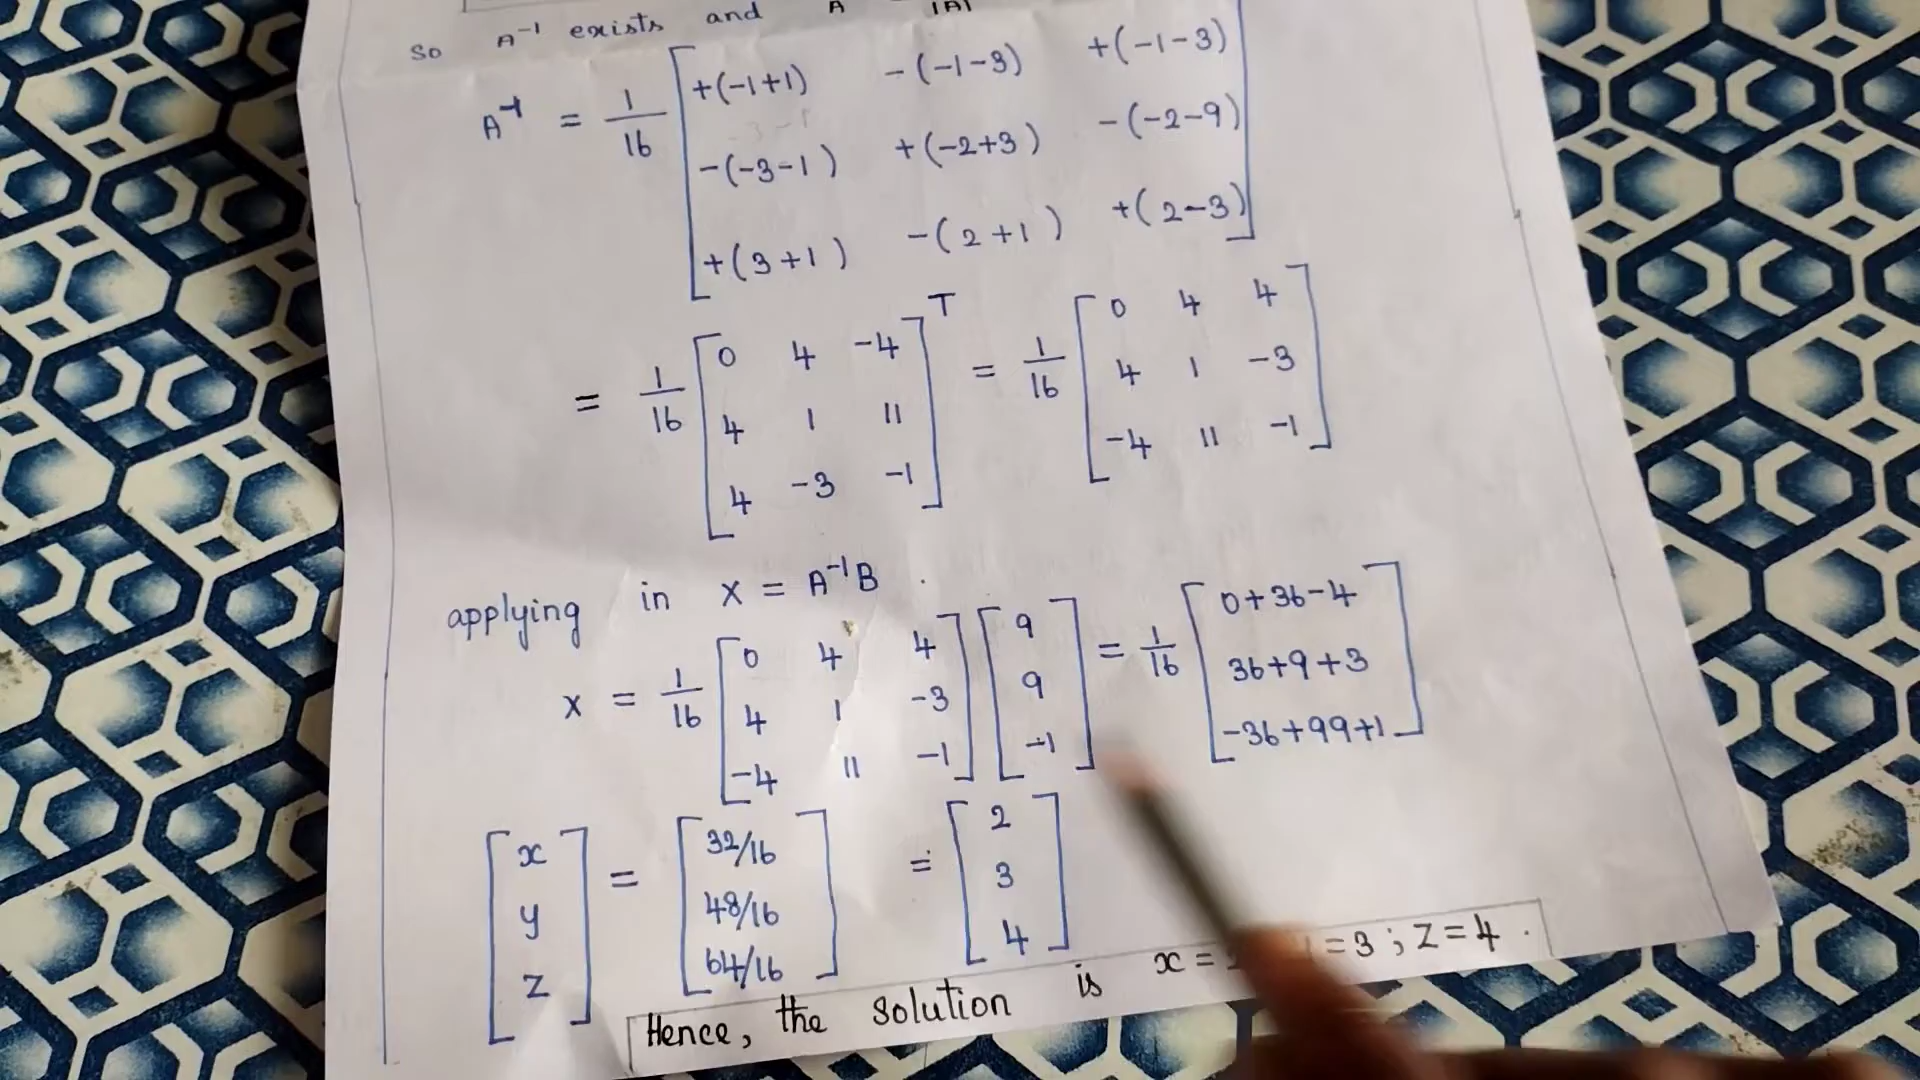 So A⁻¹ exists and A |A|
A⁻¹ = 1/16 [ +(-1+1) -(-1-3) +(-1-3)
-(-3-1) +(-2+3) -(-2-9)
+(3+1) -(2+1) +(2-3) ]
= 1/16 [ 0 4 -4
4 1 11
4 -3 -1 ]ᵀ = 1/16 [ 0 4 4
4 1 -3
-4 11 -1 ]
applying in X = A⁻¹B .
X = 1/16 [ 0 4 4
4 1 -3
-4 11 -1 ] [ 9
9
-1 ] = 1/16 [ 0+36-4
36+9+3
-36+99+1 ]
[ x
y
z ] = [ 32/16
48/16
64/16 ] = [ 2
3
4 ]
Hence, the solution is x = =3 ; z=4 .